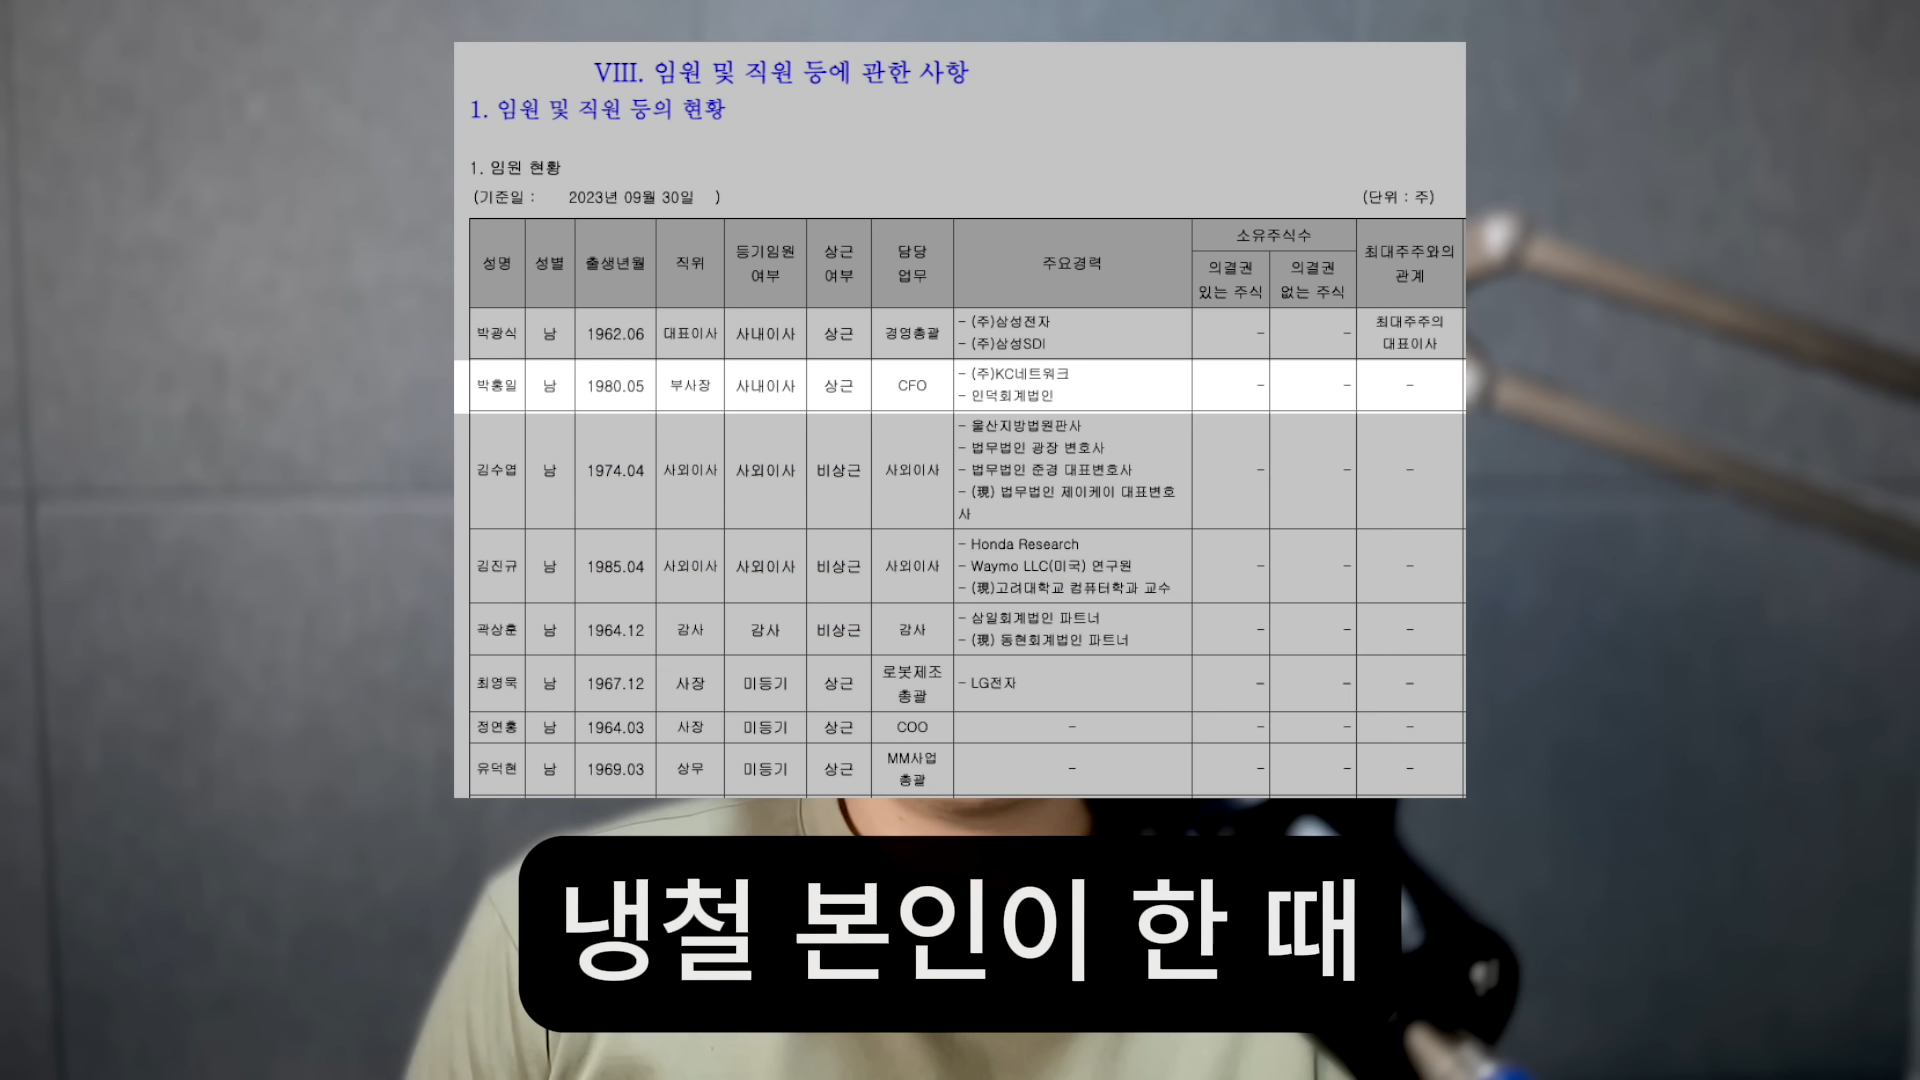 VIII. 임원 및 직원 등에 관한 사항
1. 임원 및 직원 등의 현황
1. 임원 현황
(기준일 : 2023년 09월 30일 ) (단위 : 주)
성명 성별 출생년월 직위 등기임원 여부 상근 여부 담당 업무 주요경력 소유주식수 최대주주와의 관계
의결권 있는 주식 의결권 없는 주식
박광식 남 1962.06 대표이사 사내이사 상근 경영총괄 - (주)삼성전자 - (주)삼성SDI - - 최대주주의 대표이사
박홍일 남 1980.05 부사장 사내이사 상근 CFO - (주)KC네트워크 - 인덕회계법인 - - -
김수엽 남 1974.04 사외이사 사외이사 비상근 사외이사 - 울산지방법원판사 - 법무법인 광장 변호사 - 법무법인 준경 대표변호사 - (現) 법무법인 제이케이 대표변호사 - - -
김진규 남 1985.04 사외이사 사외이사 비상근 사외이사 - Honda Research - Waymo LLC(미국) 연구원 - (現)고려대학교 컴퓨터학과 교수 - - -
곽상훈 남 1964.12 감사 감사 비상근 감사 - 삼일회계법인 파트너 - (現) 동현회계법인 파트너 - - -
최영묵 남 1967.12 사장 미등기 상근 로봇제조 총괄 - LG전자 - - -
정연홍 남 1964.03 사장 미등기 상근 COO - - - -
유덕현 남 1969.03 상무 미등기 상근 MM사업 총괄 - - - -
냉철 본인이 한 때